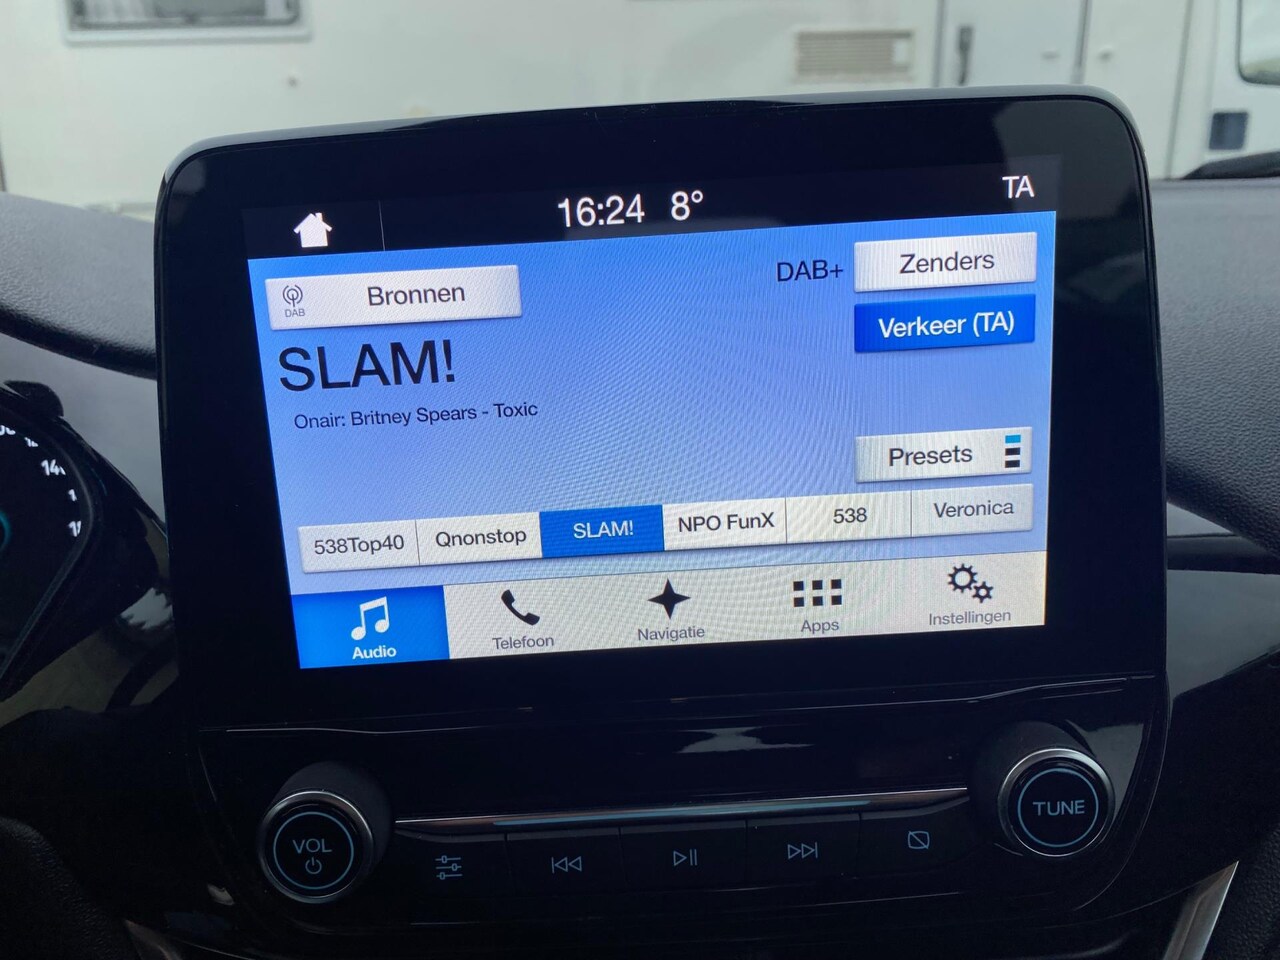 16:24 8°
TA
DAB
Bronnen
DAB+
Zenders
Verkeer (TA)
SLAM!
Onair: Britney Spears - Toxic
Presets
538Top40
Qnonstop
SLAM!
NPO FunX
538
Veronica
Audio
Telefoon
Navigatie
Apps
Instellingen
VOL
TUNE